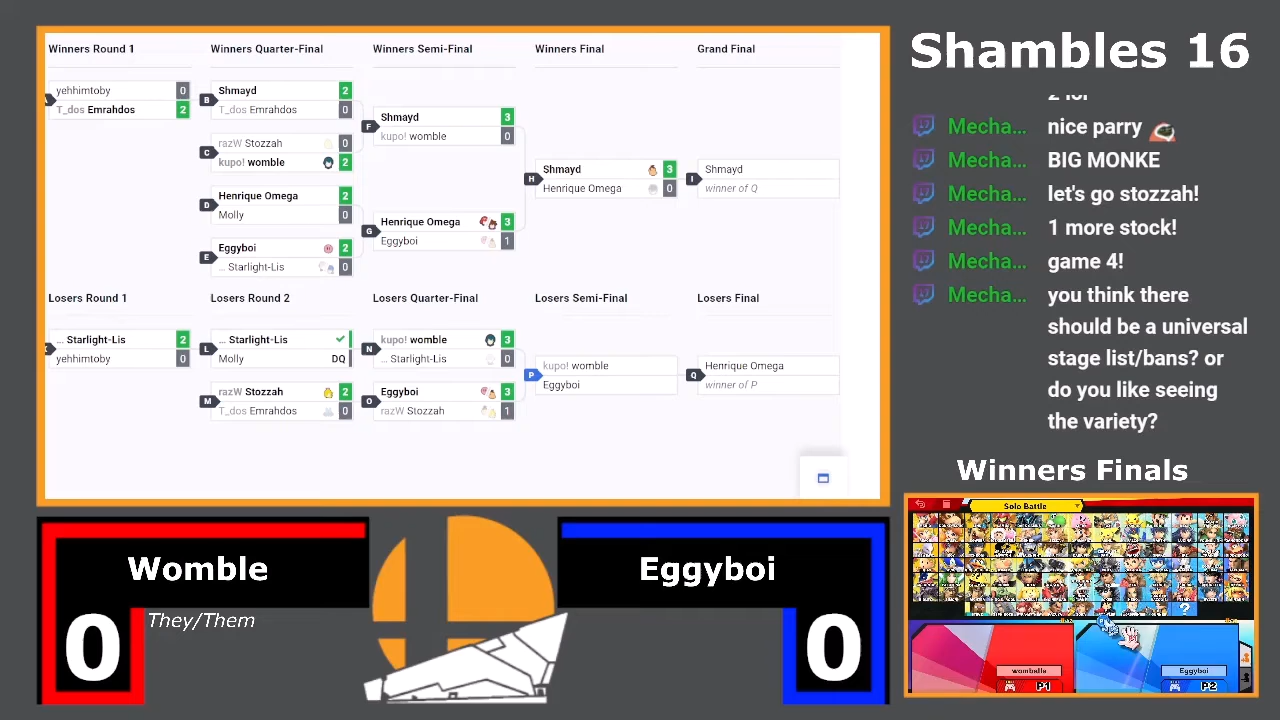 Winners Round 1
Winners Quarter-Final
Winners Semi-Final
Winners Final
Grand Final
yehhimtoby 0
T_dos Emrahdos 2
B
Shmayd 2
T_dos Emrahdos 0
C
razW Stozzah 0
kupo! womble 2
D
Henrique Omega 2
Molly 0
E
Eggyboi 2
... Starlight-Lis 0
F
Shmayd 3
kupo! womble 0
G
Henrique Omega 3
Eggyboi 1
H
Shmayd 3
Henrique Omega 0
I
Shmayd
winner of Q
Losers Round 1
Losers Round 2
Losers Quarter-Final
Losers Semi-Final
Losers Final
... Starlight-Lis 2
yehhimtoby 0
L
... Starlight-Lis
Molly DQ
M
razW Stozzah 2
T_dos Emrahdos 0
N
kupo! womble 3
... Starlight-Lis 0
O
Eggyboi 3
razW Stozzah 1
P
kupo! womble
Eggyboi
Q
Henrique Omega
winner of P
Shambles 16
Mecha... nice parry
Mecha... BIG MONKE
Mecha... let's go stozzah!
Mecha... 1 more stock!
Mecha... game 4!
Mecha... you think there
should be a universal
stage list/bans? or
do you like seeing
the variety?
Winners Finals
Solo Battle
?
P1
Eggyboi
P2
Womble
0
They/Them
Eggyboi
0